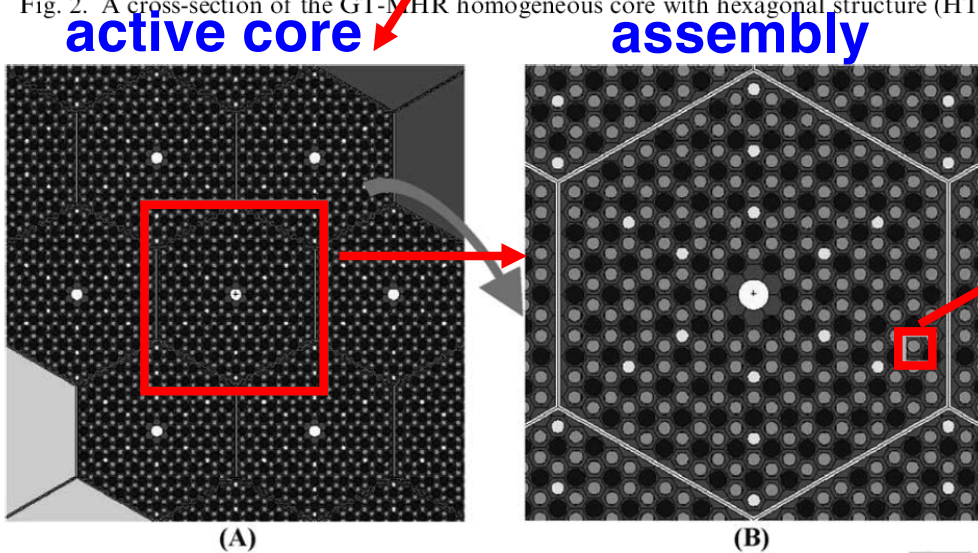 Fig. 2. A cross-section of the GT-MHR homogeneous core with hexagonal structure (HT
active core assembly
(A) (B)